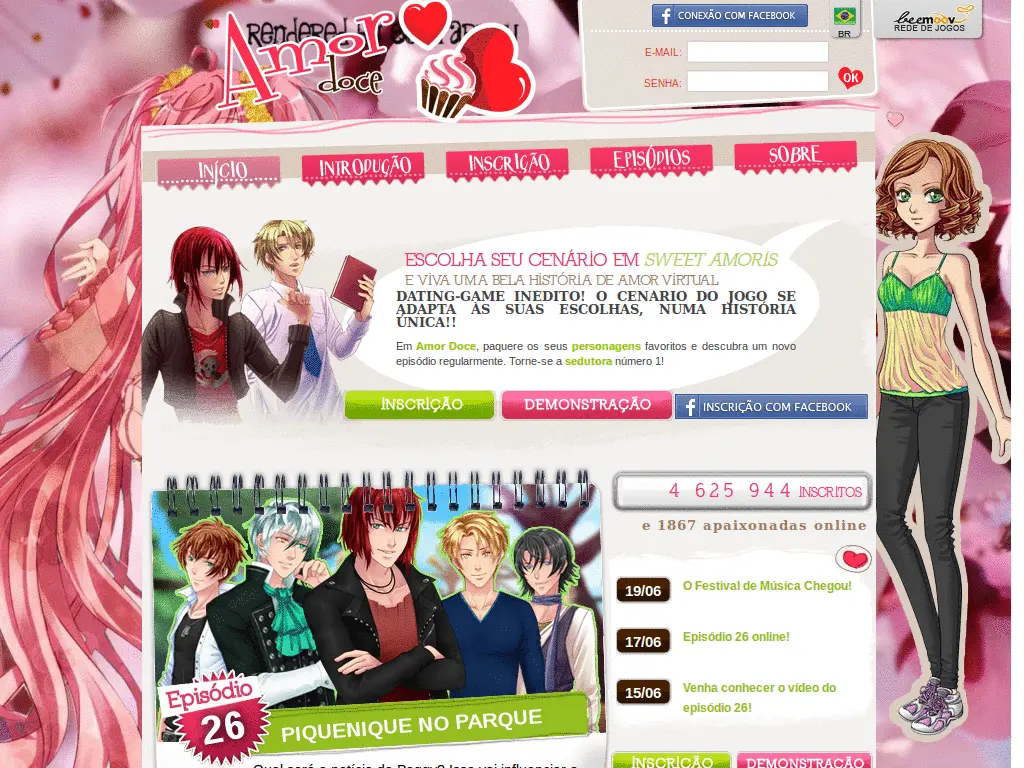 CONEXÃO COM FACEBOOK
BR
beemoov
REDE DE JOGOS
Amor
doce
E-MAIL:
SENHA:
OK
INÍCIO
INTRODUÇÃO
INSCRIÇÃO
EPISÓDIOS
SOBRE
ESCOLHA SEU CENÁRIO EM SWEET AMORIS
E VIVA UMA BELA HISTÓRIA DE AMOR VIRTUAL
DATING-GAME INEDITO! O CENARIO DO JOGO SE
ADAPTA ÀS SUAS ESCOLHAS, NUMA HISTÓRIA
ÚNICA!!
Em Amor Doce, paquere os seus personagens favoritos e descubra um novo
episódio regularmente. Torne-se a sedutora número 1!
INSCRIÇÃO
DEMONSTRAÇÃO
INSCRIÇÃO COM FACEBOOK
4 625 944 INSCRITOS
e 1867 apaixonadas online
19/06 O Festival de Música Chegou!
17/06 Episódio 26 online!
15/06 Venha conhecer o vídeo do
episódio 26!
Episódio
26
PIQUENIQUE NO PARQUE
INSCRIÇÃO
DEMONSTRAÇÃO